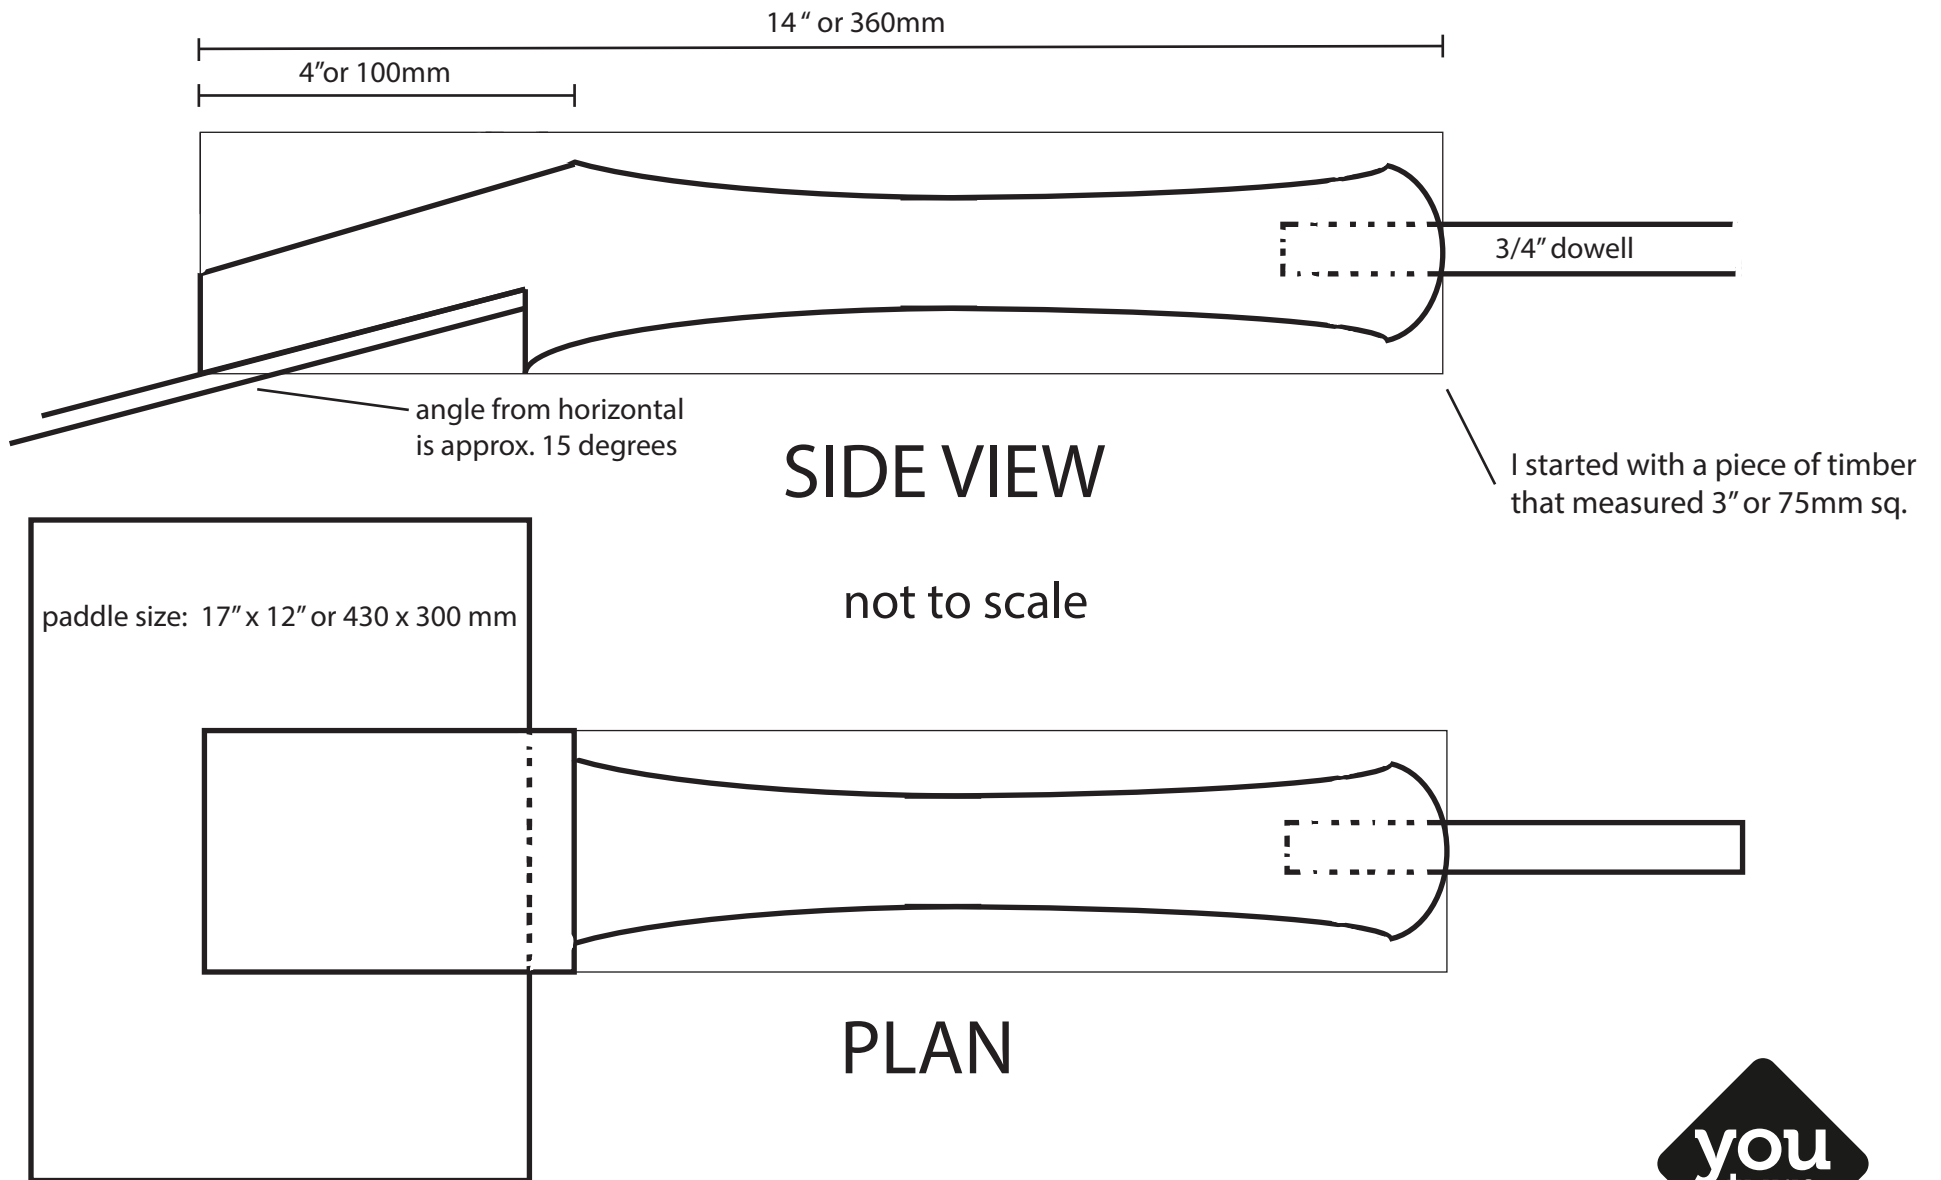 14 “ or 360mm
4”or 100mm
3/4” dowell
angle from horizontal
is approx. 15 degrees
SIDE VIEW
I started with a piece of timber
that measured 3” or 75mm sq.
not to scale
paddle size:  17” x 12” or 430 x 300 mm
PLAN
you